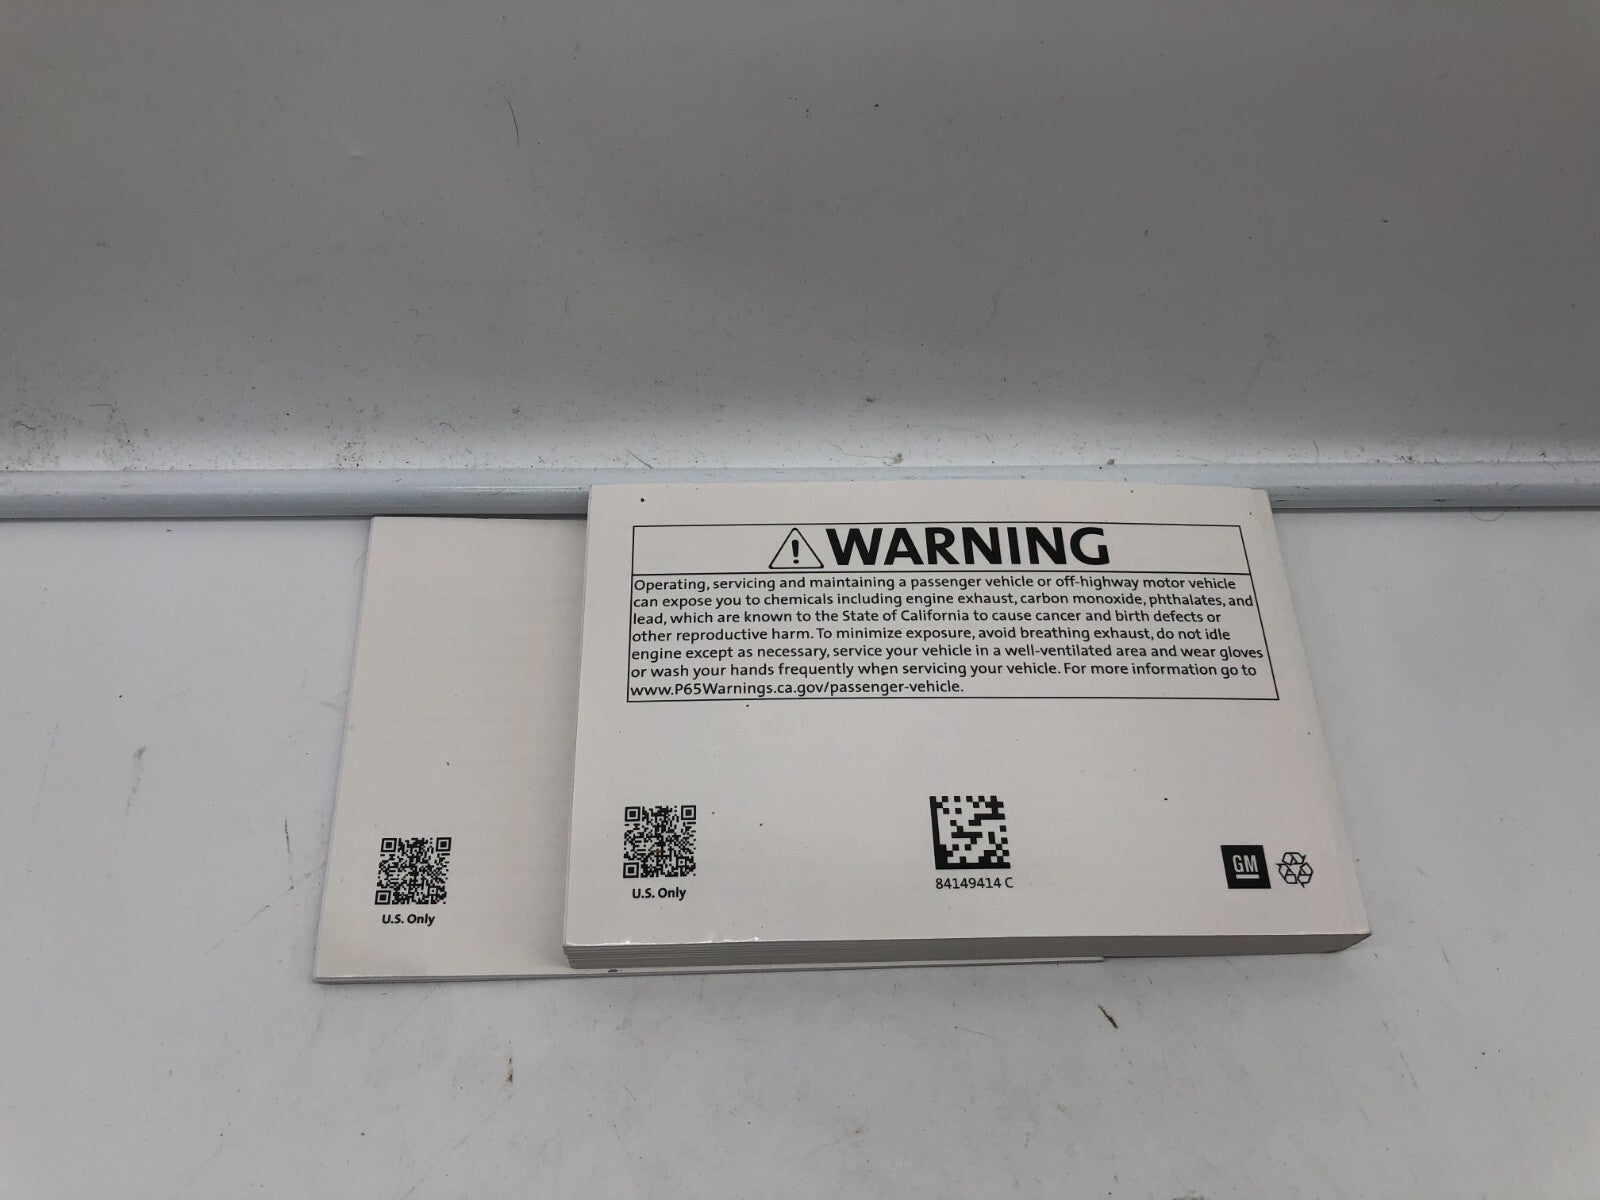 WARNING
Operating, servicing and maintaining a passenger vehicle or off-highway motor vehicle
can expose you to chemicals including engine exhaust, carbon monoxide, phthalates, and
lead, which are known to the State of California to cause cancer and birth defects or
other reproductive harm. To minimize exposure, avoid breathing exhaust, do not idle
engine except as necessary, service your vehicle in a well-ventilated area and wear gloves
or wash your hands frequently when servicing your vehicle. For more information go to
www.P65Warnings.ca.gov/passenger-vehicle.
U.S. Only
84149414 C
GM
U.S. Only